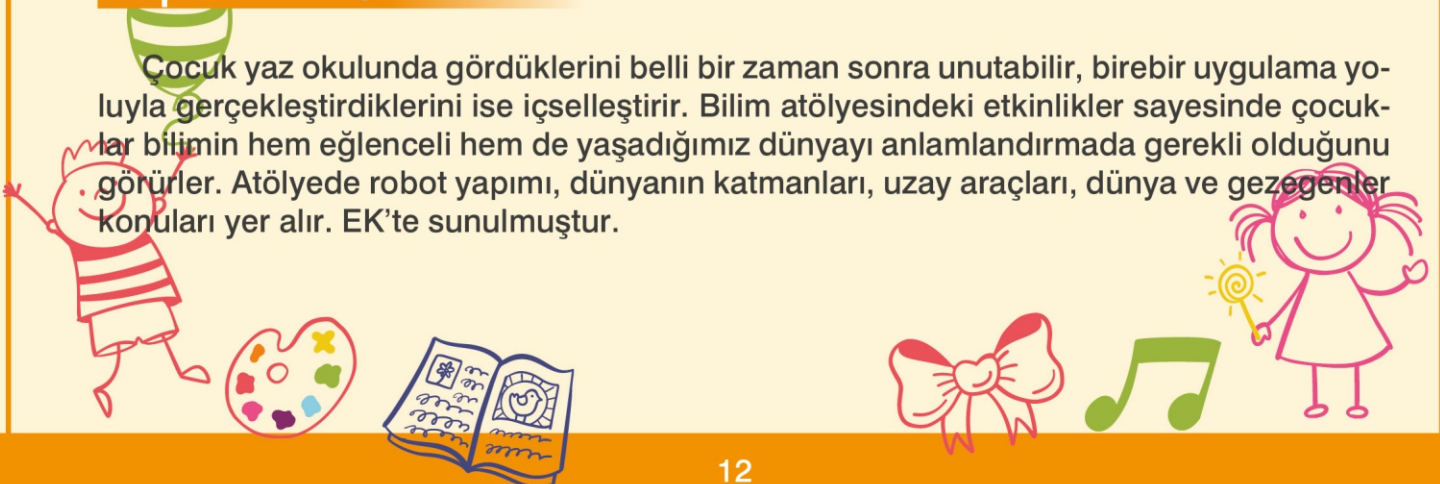 Çocuk yaz okulunda gördüklerini belli bir zaman sonra unutabilir, birebir uygulama yo-
luyla gerçekleştirdiklerini ise içselleştirir. Bilim atölyesindeki etkinlikler sayesinde çocuk-
lar bilimin hem eğlenceli hem de yaşadığımız dünyayı anlamlandırmada gerekli olduğunu
görürler. Atölyede robot yapımı, dünyanın katmanları, uzay araçları, dünya ve gezegenler
konuları yer alır. EK’te sunulmuştur.
12